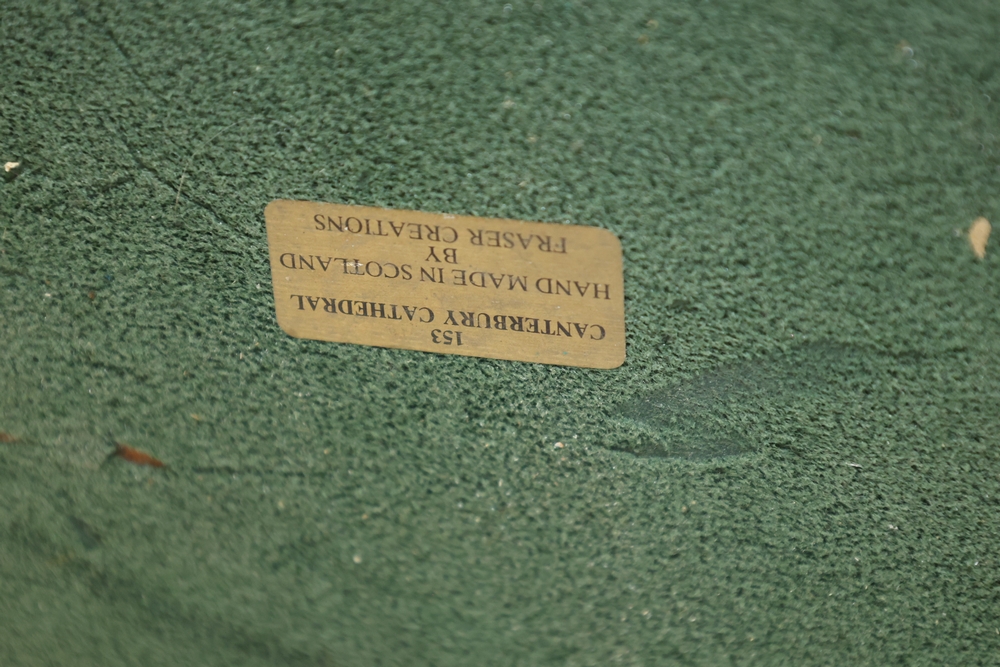 153
CANTERBURY CATHEDRAL
HAND MADE IN SCOTLAND
BY
FRASER CREATIONS